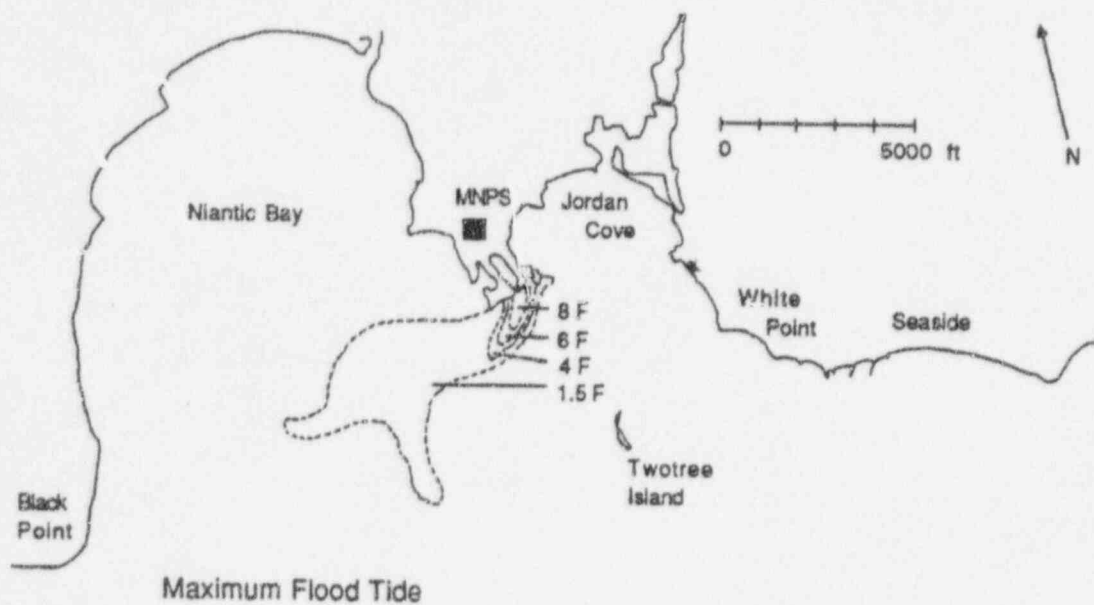 N
0 5000 ft
MNPS
Niantic Bay
Jordan
Cove
White
Point
Seaside
8 F
6 F
4 F
1.5 F
Twotree
Island
Black
Point
Maximum Flood Tide